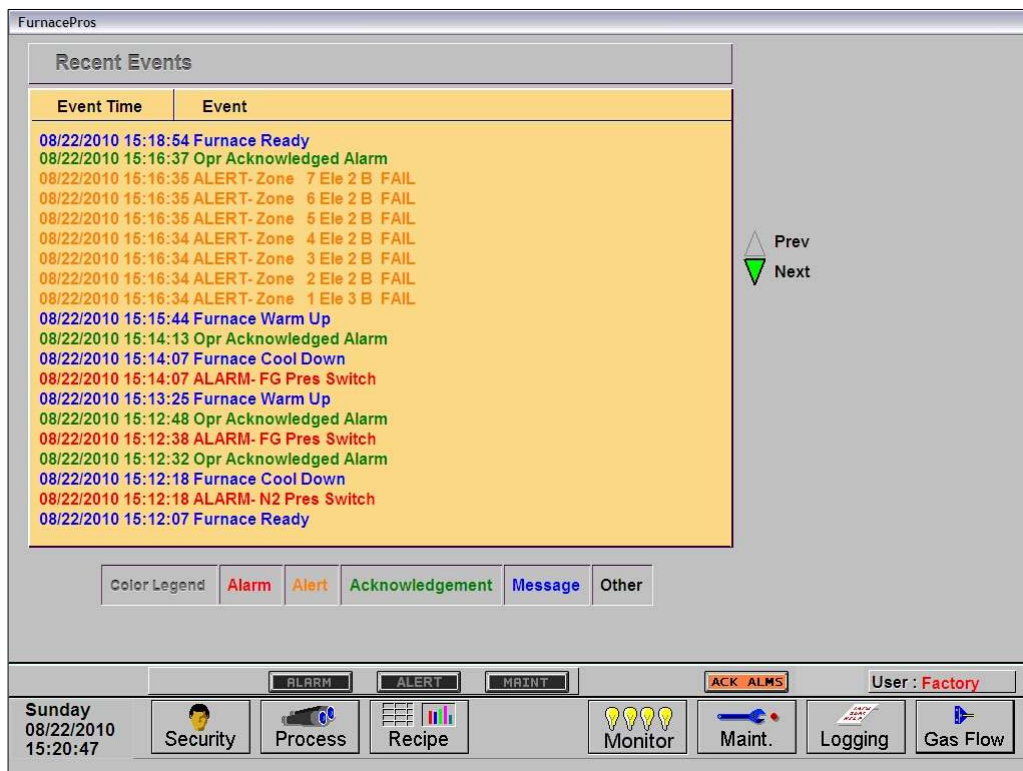 FurnacePros
Recent Events
Event Time Event
08/22/2010 15:18:54 Furnace Ready
08/22/2010 15:16:37 Opr Acknowledged Alarm
08/22/2010 15:16:35 ALERT- Zone 7 Ele 2 B FAIL
08/22/2010 15:16:35 ALERT- Zone 6 Ele 2 B FAIL
08/22/2010 15:16:35 ALERT- Zone 5 Ele 2 B FAIL
08/22/2010 15:16:34 ALERT- Zone 4 Ele 2 B FAIL
08/22/2010 15:16:34 ALERT- Zone 3 Ele 2 B FAIL
08/22/2010 15:16:34 ALERT- Zone 2 Ele 2 B FAIL
08/22/2010 15:16:34 ALERT- Zone 1 Ele 3 B FAIL
08/22/2010 15:15:44 Furnace Warm Up
08/22/2010 15:14:13 Opr Acknowledged Alarm
08/22/2010 15:14:07 Furnace Cool Down
08/22/2010 15:14:07 ALARM- FG Pres Switch
08/22/2010 15:13:25 Furnace Warm Up
08/22/2010 15:12:48 Opr Acknowledged Alarm
08/22/2010 15:12:38 ALARM- FG Pres Switch
08/22/2010 15:12:32 Opr Acknowledged Alarm
08/22/2010 15:12:18 Furnace Cool Down
08/22/2010 15:12:18 ALARM- N2 Pres Switch
08/22/2010 15:12:07 Furnace Ready
Prev
Next
Color Legend Alarm Alert Acknowledgement Message Other
ALARM ALERT MAINT ACK ALMS User : Factory
Sunday
08/22/2010
15:20:47
Security Process Recipe Monitor Maint. Logging Gas Flow